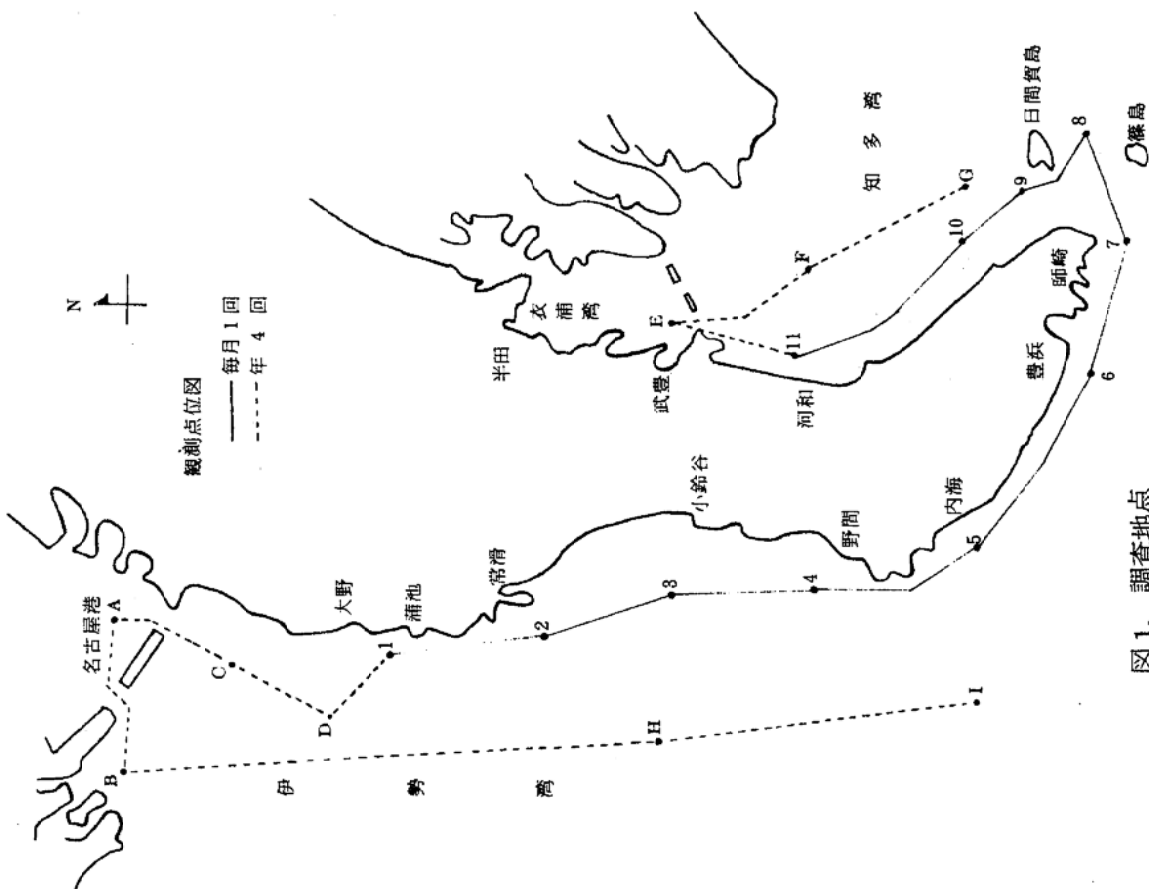 N
観測点位図
毎月1回
年 4 回
名古屋港
A
B
C
D
大野
蒲池
1
常滑
2
3
小鈴谷
4
野間
内海
5
豊浜
6
師崎
7
篠島
8
日間賀島
9
10
11
河和
武豊
半田
衣浦湾
E
F
G
知多湾
H
I
伊勢湾
図1. 調査地点